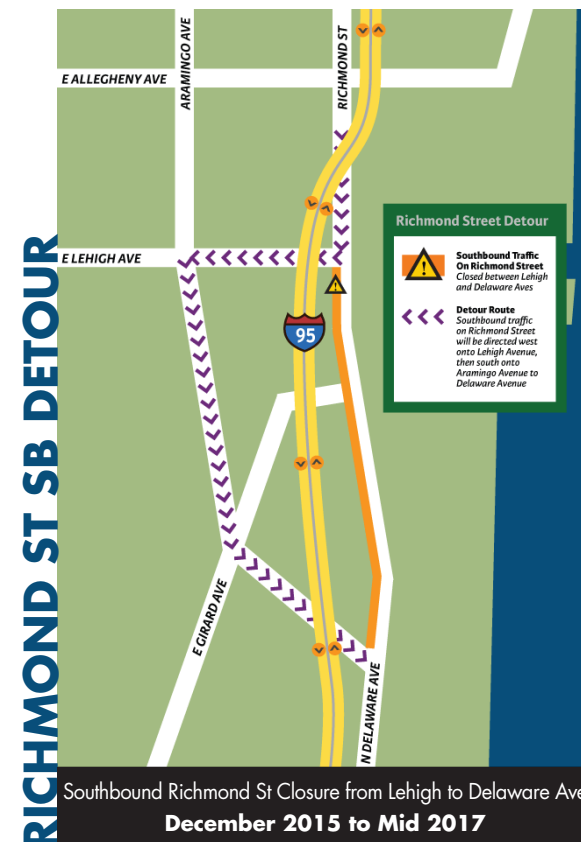 RICHMOND ST SB DETOUR
ARAMINGO AVE
RICHMOND ST
E ALLEGHENY AVE
E LEHIGH AVE
95
E GIRARD AVE
N DELAWARE AVE
Richmond Street Detour
Southbound Traffic
On Richmond Street
Closed between Lehigh
and Delaware Aves
Detour Route
Southbound traffic
on Richmond Street
will be directed west
onto Lehigh Avenue,
then south onto
Aramingo Avenue to
Delaware Avenue
Southbound Richmond St Closure from Lehigh to Delaware Ave
December 2015 to Mid 2017